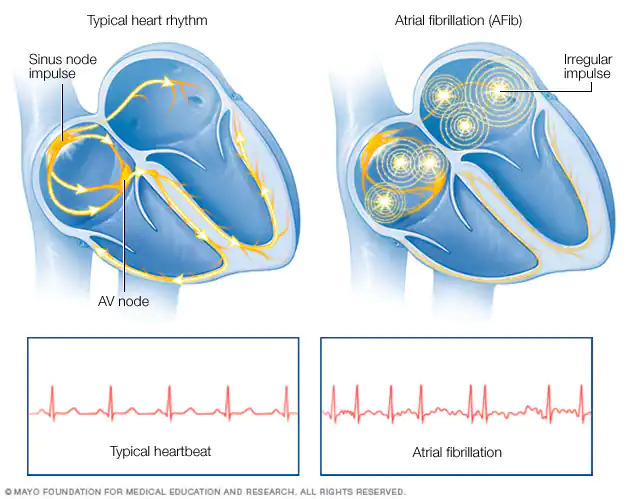 Typical heart rhythm
Atrial fibrillation (AFib)
Sinus node
impulse
Irregular
impulse
AV node
Typical heartbeat
Atrial fibrillation
© MAYO FOUNDATION FOR MEDICAL EDUCATION AND RESEARCH. ALL RIGHTS RESERVED.